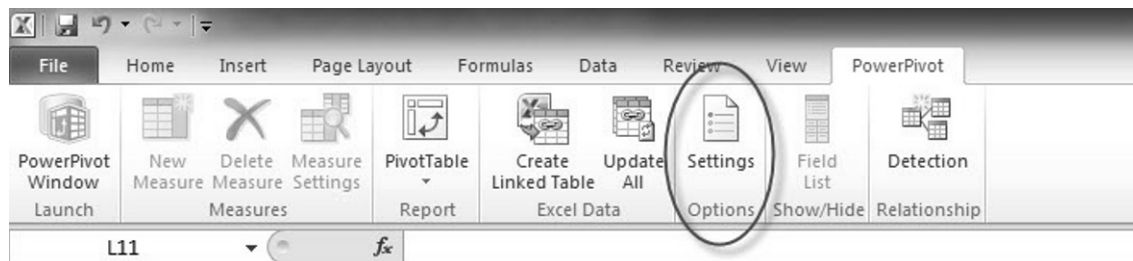 File Home Insert Page Layout Formulas Data Review View PowerPivot
PowerPivot Window
New Measure
Delete Measure
Measure Settings
PivotTable
Create Linked Table
Update All
Settings
Field List
Detection
Launch Measures Report Excel Data Options Show/Hide Relationship
L11 fx